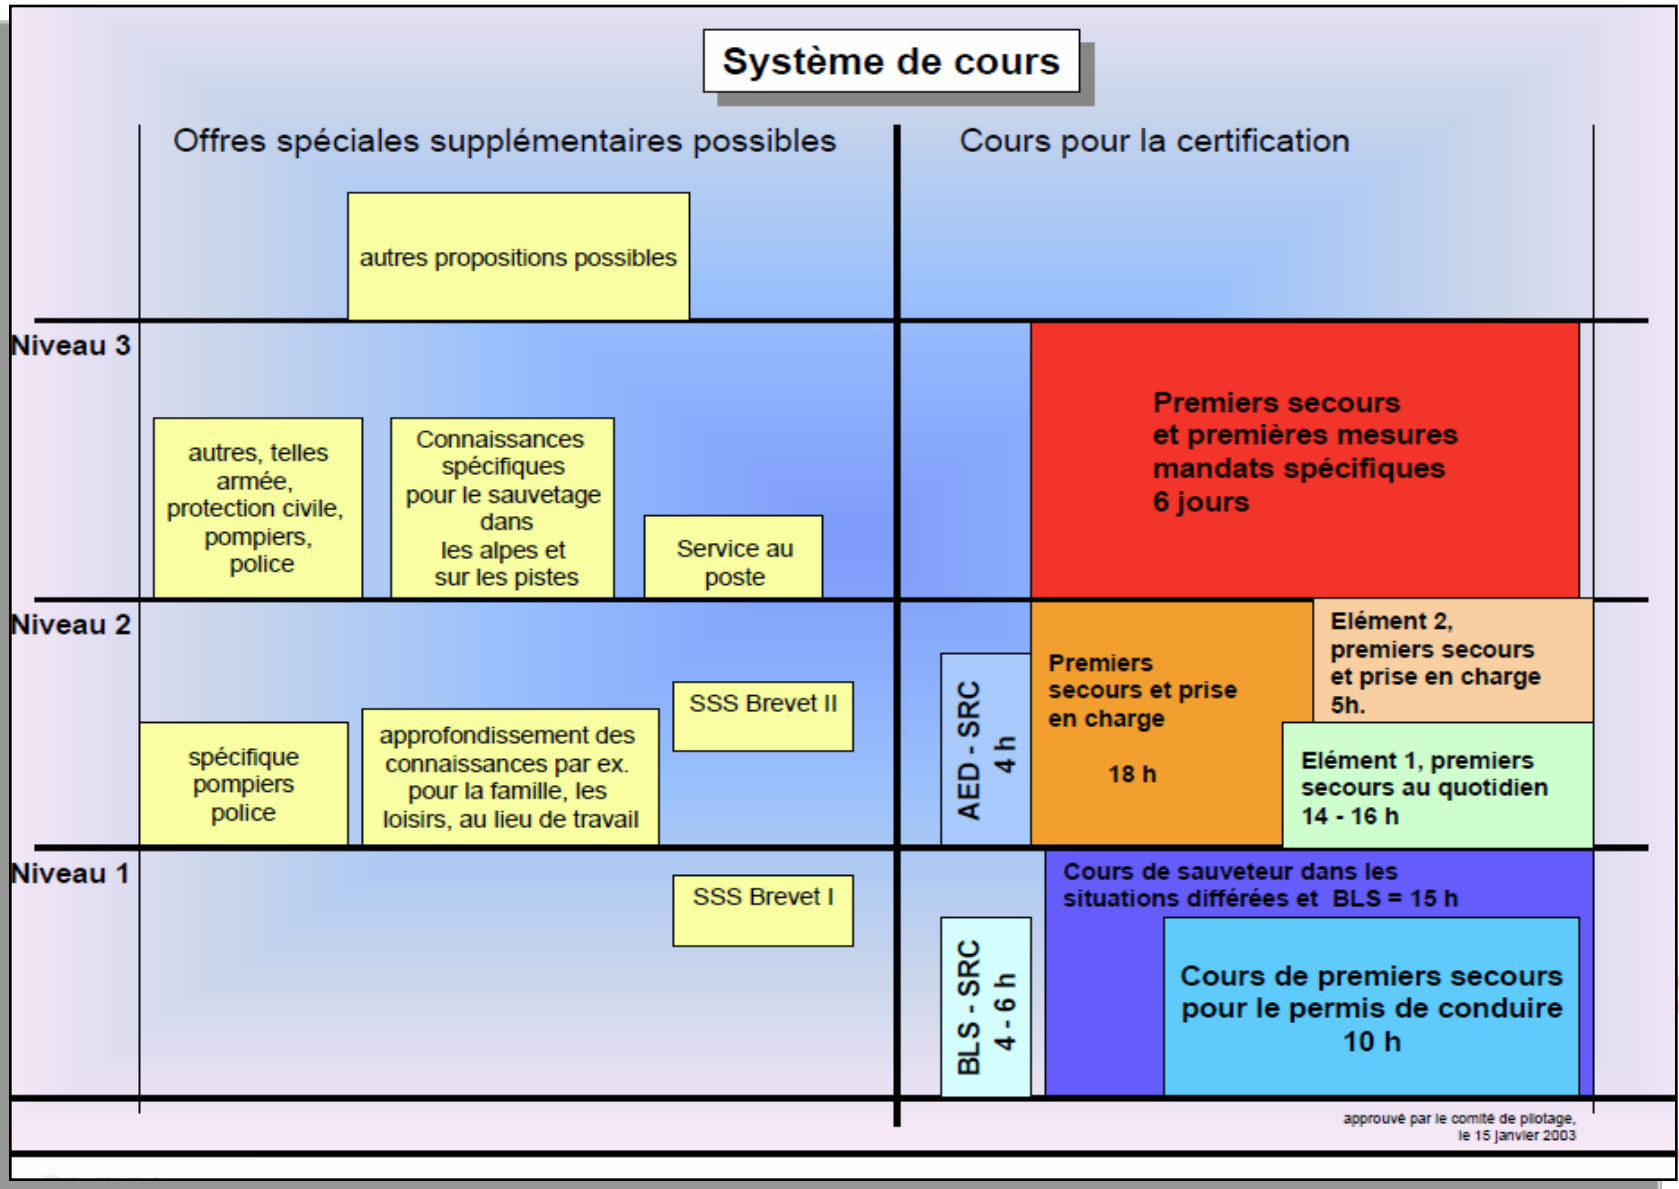 Système de cours
Offres spéciales supplémentaires possibles
Cours pour la certification
autres propositions possibles
Niveau 3
autres, telles
armée,
protection civile,
pompiers,
police
Connaissances
spécifiques
pour le sauvetage
dans
les alpes et
sur les pistes
Service au
poste
Premiers secours
et premières mesures
mandats spécifiques
6 jours
Niveau 2
spécifique
pompiers
police
approfondissement des
connaissances par ex.
pour la famille, les
loisirs, au lieu de travail
SSS Brevet II
AED - SRC
4 h
Premiers
secours et prise
en charge
18 h
Elément 2,
premiers secours
et prise en charge
5h.
Elément 1, premiers
secours au quotidien
14 - 16 h
Niveau 1
SSS Brevet I
BLS - SRC
4 - 6 h
Cours de sauveteur dans les
situations différées et BLS = 15 h
Cours de premiers secours
pour le permis de conduire
10 h
approuvé par le comité de pilotage,
le 15 janvier 2003